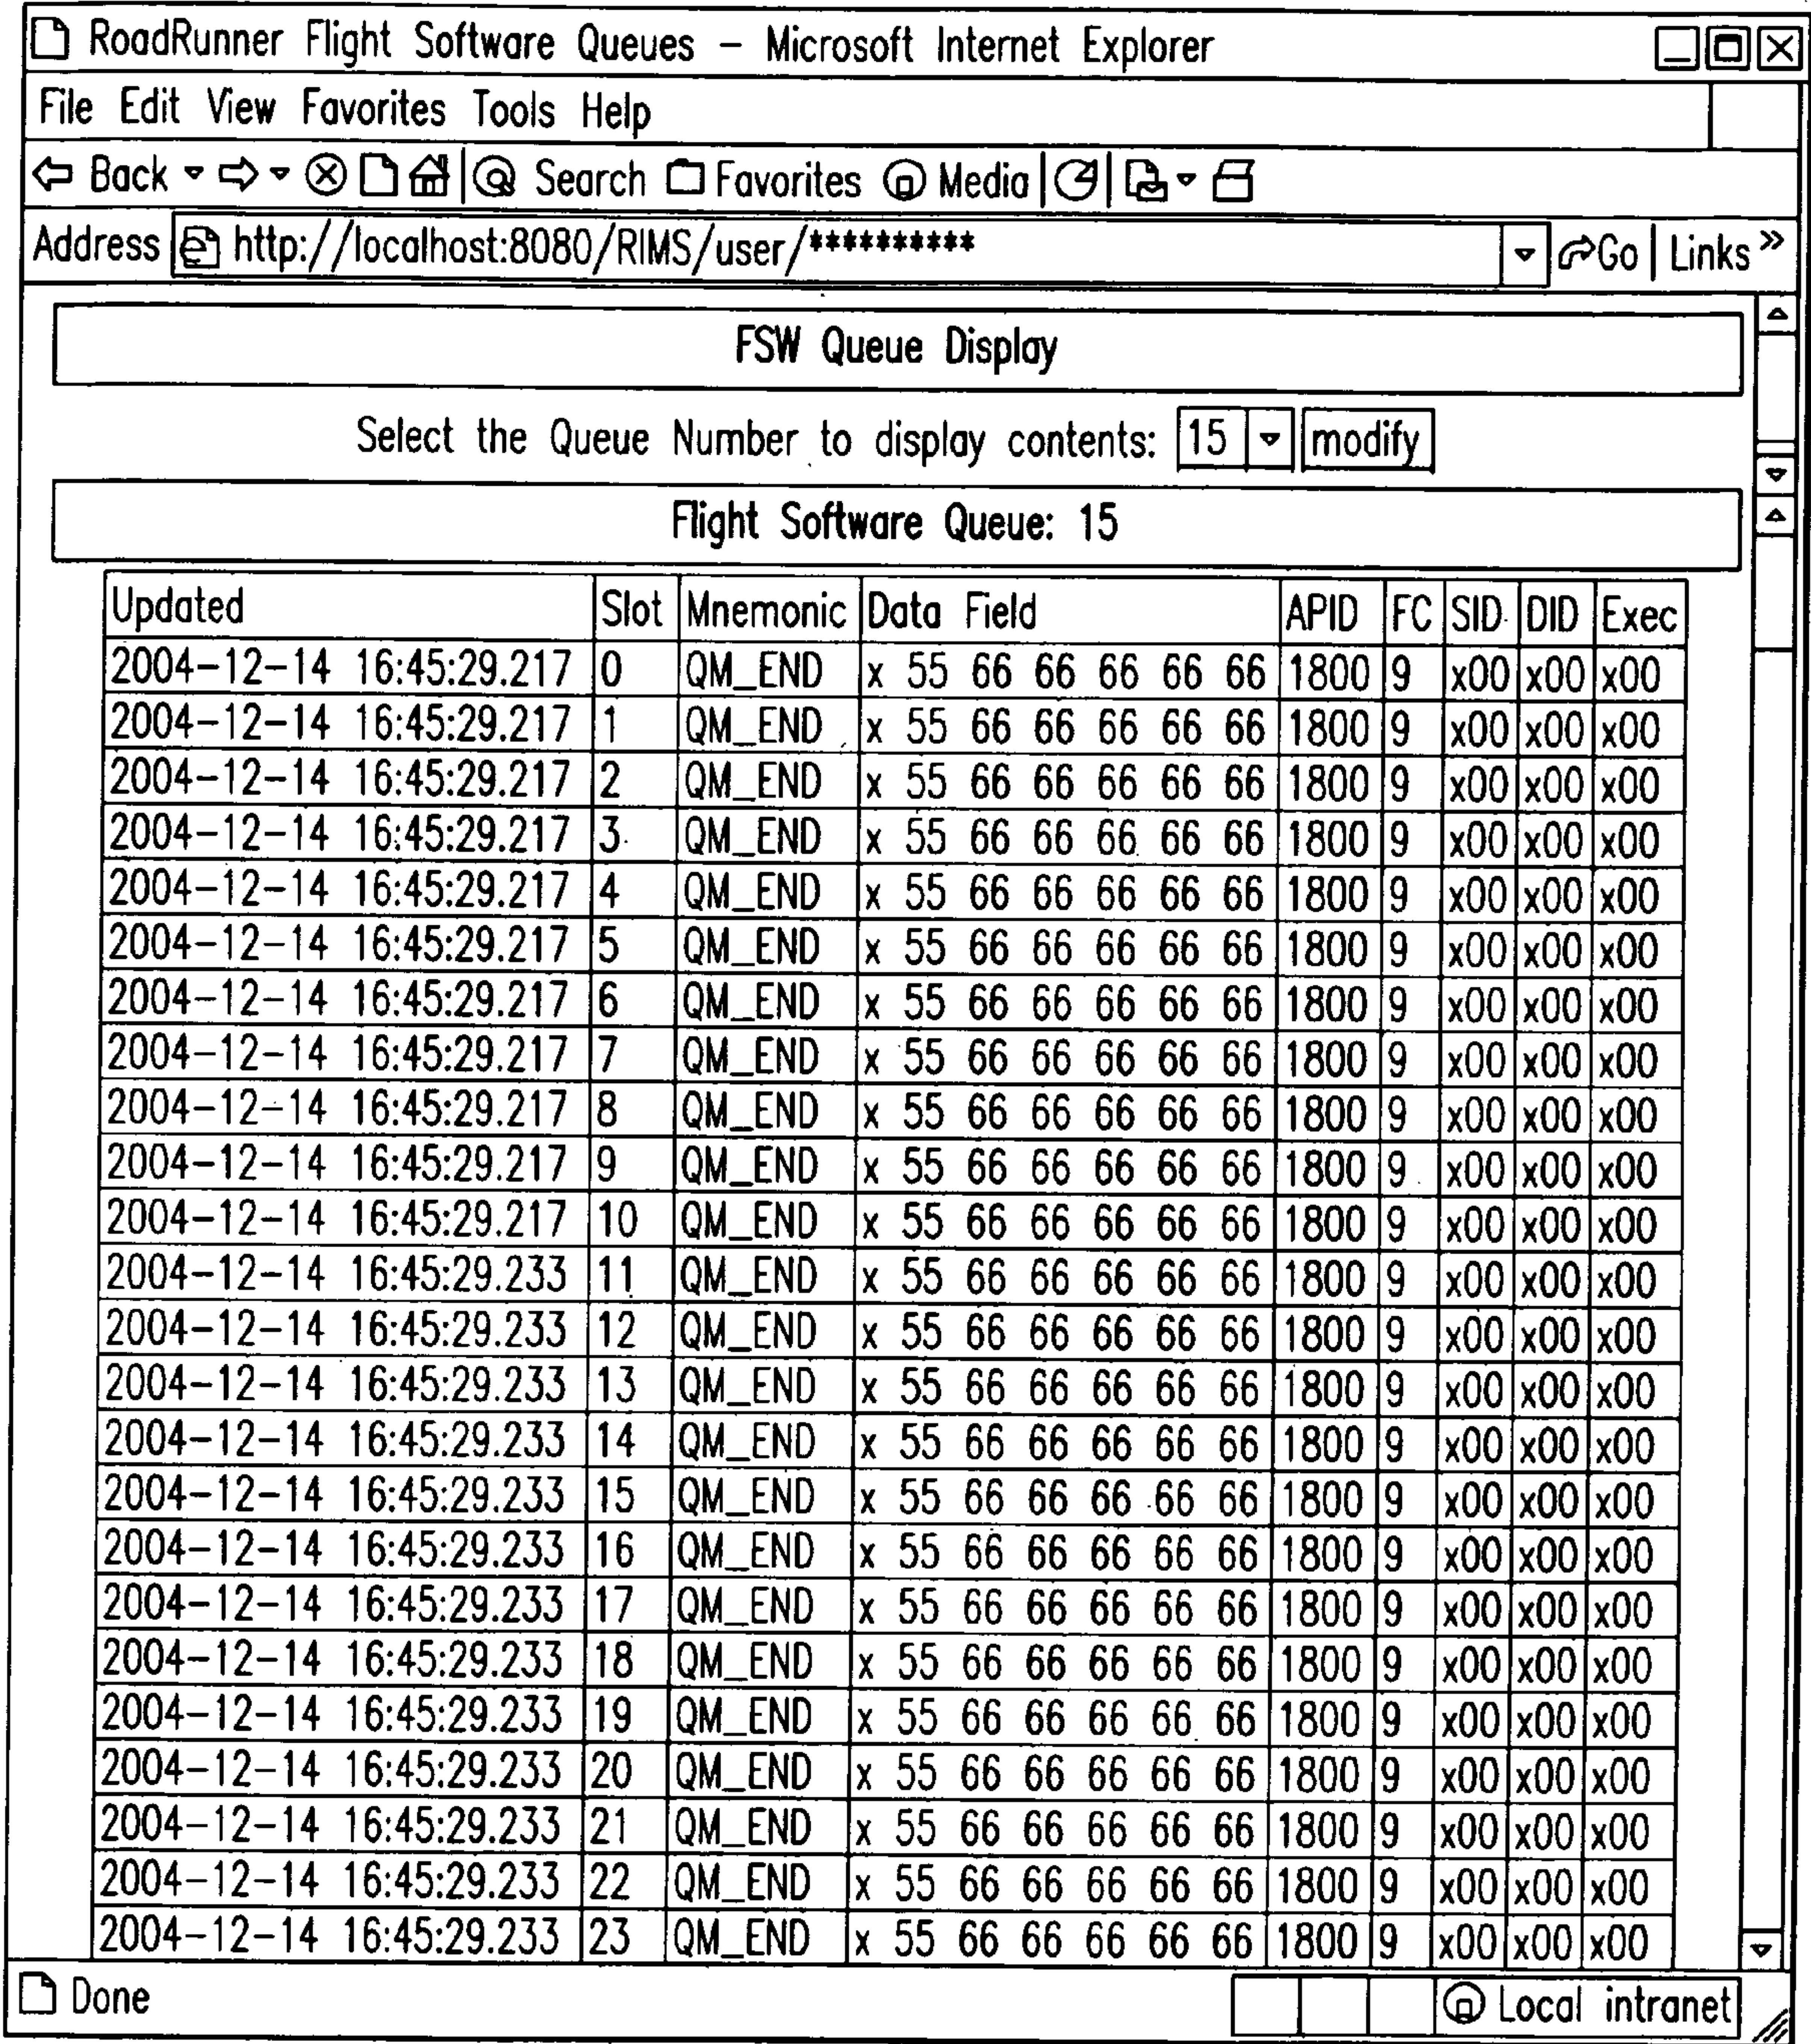 RoadRunner Flight Software Queues – Microsoft Internet Explorer
File Edit View Favorites Tools Help
Back Search Favorites Media
Address http://localhost:8080/RIMS/user/********** Go Links »
FSW Queue Display
Select the Queue Number to display contents: 15 modify
Flight Software Queue: 15
Updated Slot Mnemonic Data Field APID FC SID DID Exec
2004-12-14 16:45:29.217 0 QM_END x 55 66 66 66 66 66 1800 9 x00 x00 x00
2004-12-14 16:45:29.217 1 QM_END x 55 66 66 66 66 66 1800 9 x00 x00 x00
2004-12-14 16:45:29.217 2 QM_END x 55 66 66 66 66 66 1800 9 x00 x00 x00
2004-12-14 16:45:29.217 3 QM_END x 55 66 66 66 66 66 1800 9 x00 x00 x00
2004-12-14 16:45:29.217 4 QM_END x 55 66 66 66 66 66 1800 9 x00 x00 x00
2004-12-14 16:45:29.217 5 QM_END x 55 66 66 66 66 66 1800 9 x00 x00 x00
2004-12-14 16:45:29.217 6 QM_END x 55 66 66 66 66 66 1800 9 x00 x00 x00
2004-12-14 16:45:29.217 7 QM_END x 55 66 66 66 66 66 1800 9 x00 x00 x00
2004-12-14 16:45:29.217 8 QM_END x 55 66 66 66 66 66 1800 9 x00 x00 x00
2004-12-14 16:45:29.217 9 QM_END x 55 66 66 66 66 66 1800 9 x00 x00 x00
2004-12-14 16:45:29.217 10 QM_END x 55 66 66 66 66 66 1800 9 x00 x00 x00
2004-12-14 16:45:29.233 11 QM_END x 55 66 66 66 66 66 1800 9 x00 x00 x00
2004-12-14 16:45:29.233 12 QM_END x 55 66 66 66 66 66 1800 9 x00 x00 x00
2004-12-14 16:45:29.233 13 QM_END x 55 66 66 66 66 66 1800 9 x00 x00 x00
2004-12-14 16:45:29.233 14 QM_END x 55 66 66 66 66 66 1800 9 x00 x00 x00
2004-12-14 16:45:29.233 15 QM_END x 55 66 66 66 66 66 1800 9 x00 x00 x00
2004-12-14 16:45:29.233 16 QM_END x 55 66 66 66 66 66 1800 9 x00 x00 x00
2004-12-14 16:45:29.233 17 QM_END x 55 66 66 66 66 66 1800 9 x00 x00 x00
2004-12-14 16:45:29.233 18 QM_END x 55 66 66 66 66 66 1800 9 x00 x00 x00
2004-12-14 16:45:29.233 19 QM_END x 55 66 66 66 66 66 1800 9 x00 x00 x00
2004-12-14 16:45:29.233 20 QM_END x 55 66 66 66 66 66 1800 9 x00 x00 x00
2004-12-14 16:45:29.233 21 QM_END x 55 66 66 66 66 66 1800 9 x00 x00 x00
2004-12-14 16:45:29.233 22 QM_END x 55 66 66 66 66 66 1800 9 x00 x00 x00
2004-12-14 16:45:29.233 23 QM_END x 55 66 66 66 66 66 1800 9 x00 x00 x00
Done Local intranet